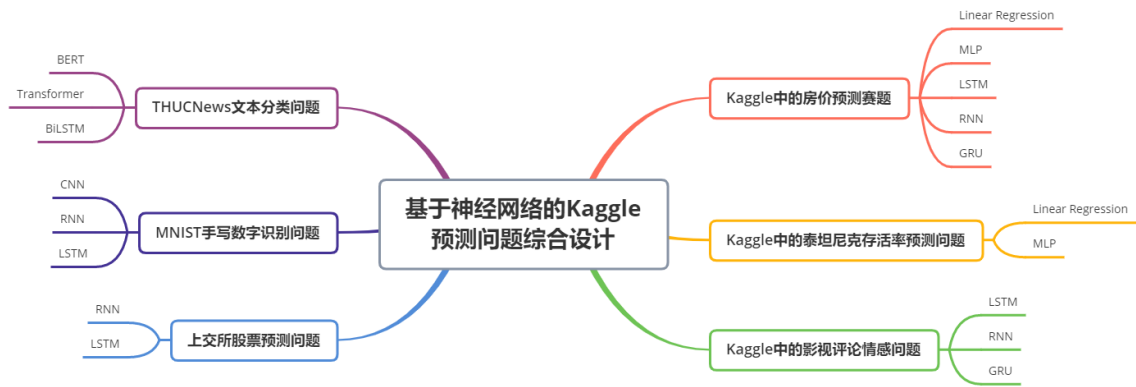 基于神经网络的Kaggle
预测问题综合设计
Kaggle中的房价预测赛题
Linear Regression
MLP
LSTM
RNN
GRU
Kaggle中的泰坦尼克存活率预测问题
Linear Regression
MLP
Kaggle中的影视评论情感问题
LSTM
RNN
GRU
THUCNews文本分类问题
BERT
Transformer
BiLSTM
MNIST手写数字识别问题
CNN
RNN
LSTM
上交所股票预测问题
RNN
LSTM